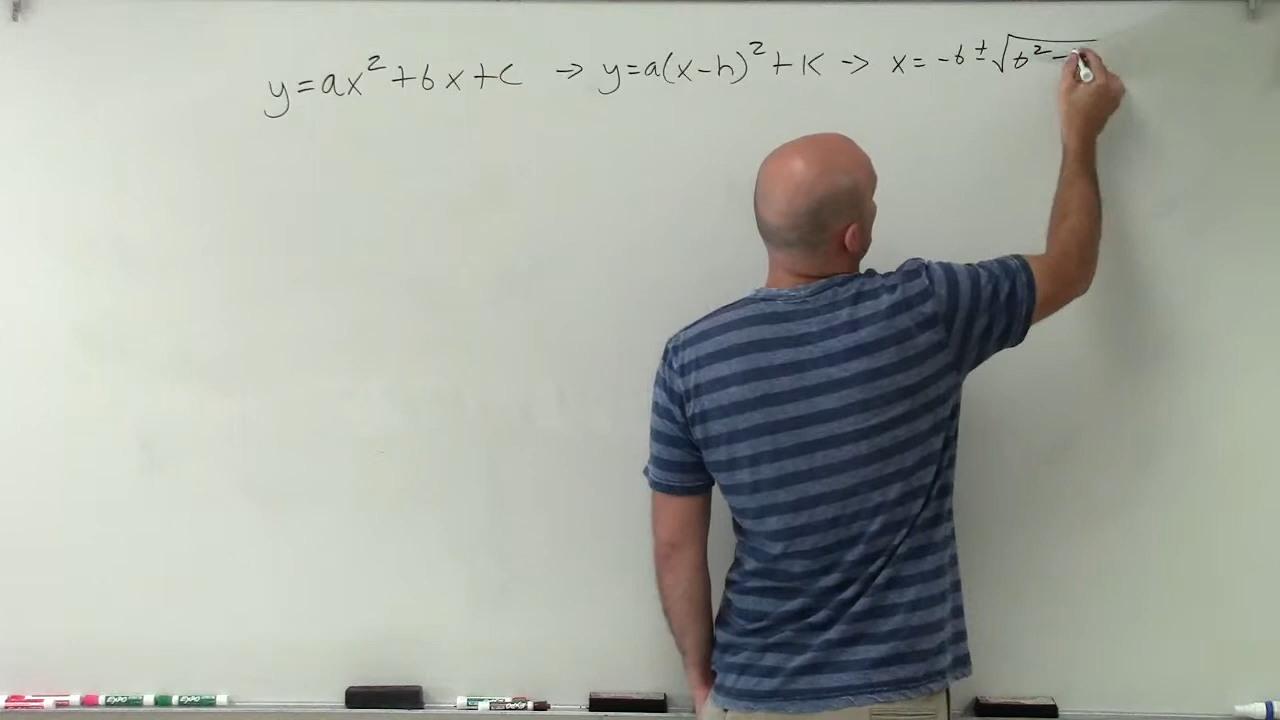 y=ax²+bx+c → y=a(x-h)²+k → x=-b±√b²-